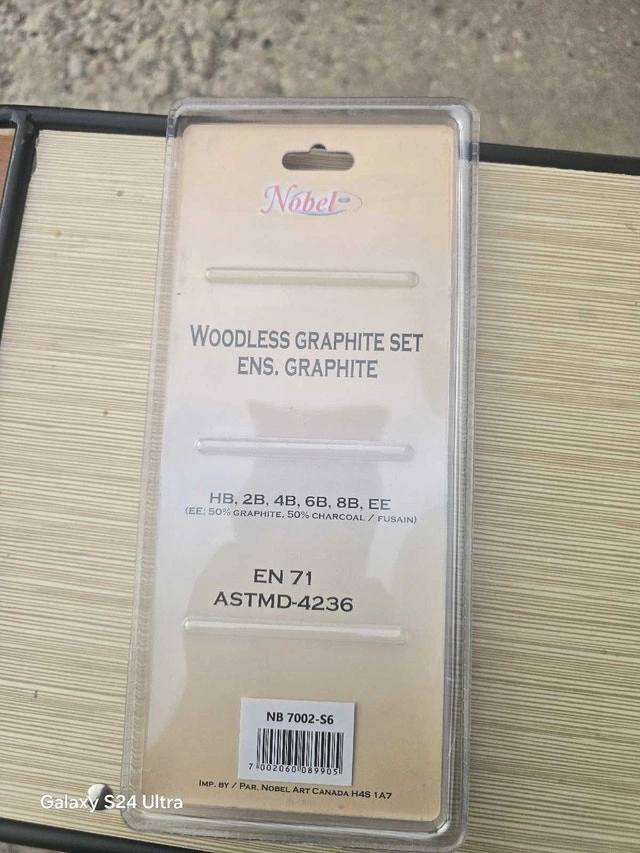 Nobel
WOODLESS GRAPHITE SET
ENS. GRAPHITE
HB, 2B, 4B, 6B, 8B, EE
(EE: 50% GRAPHITE, 50% CHARCOAL / FUSAIN)
EN 71
ASTMD-4236
NB 7002-S6
7 002060 089905
IMP. BY / PAR. NOBEL ART CANADA H4S 1A7
Galaxy S24 Ultra